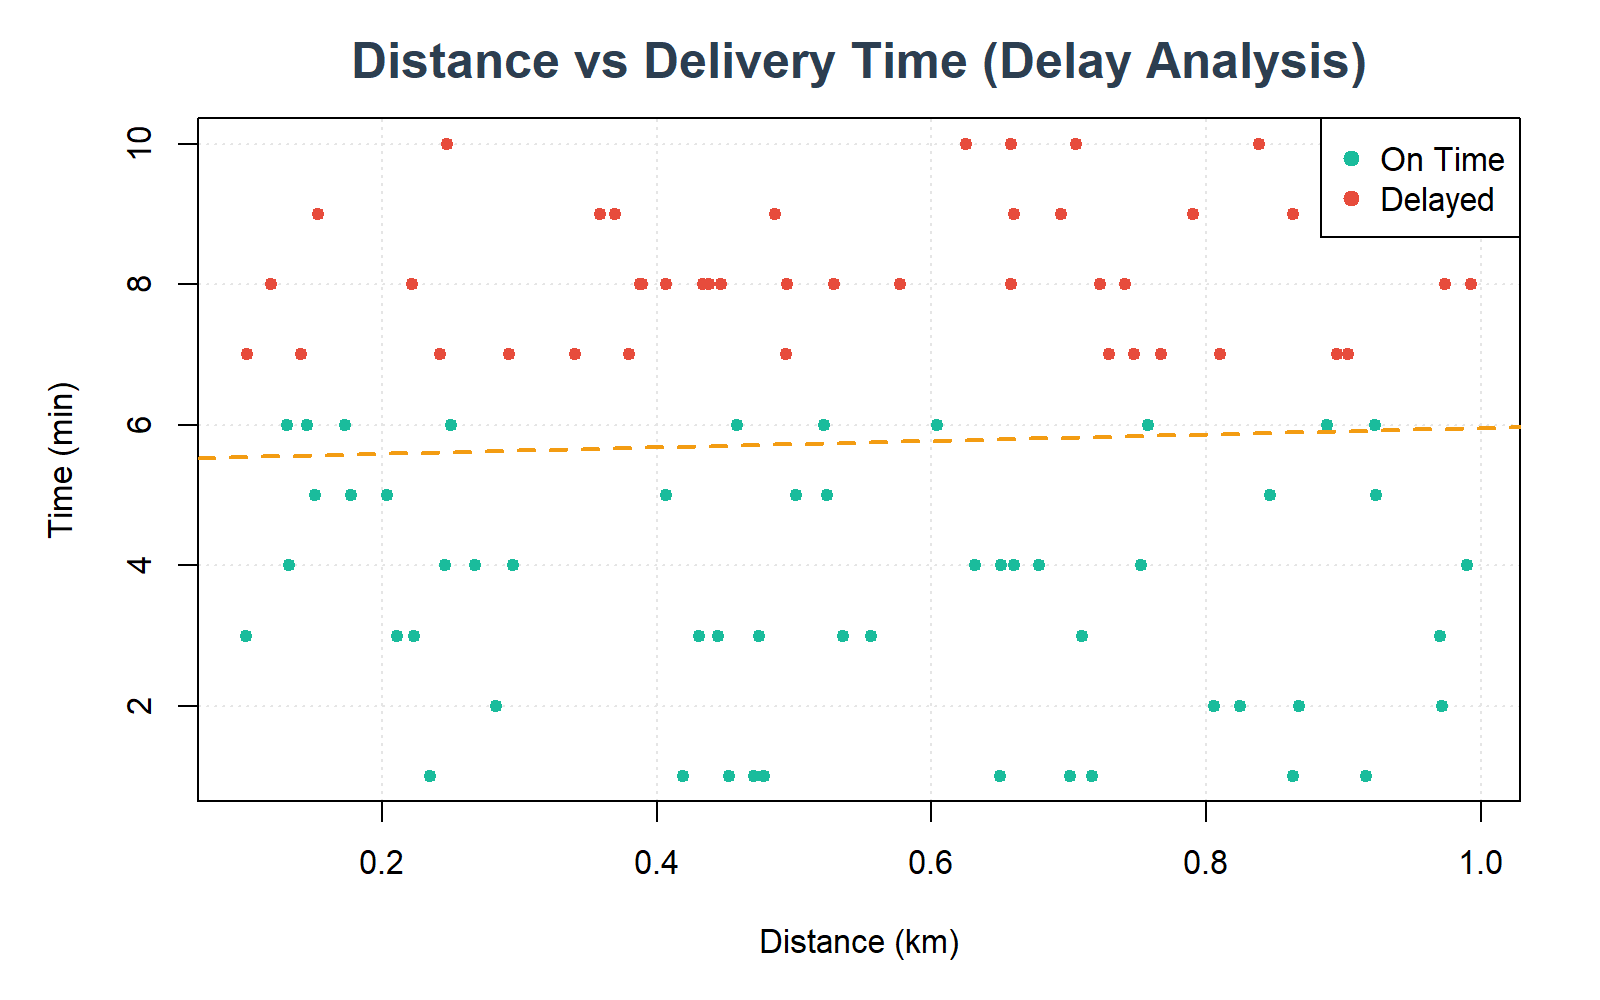 Distance vs Delivery Time (Delay Analysis)
On Time
Delayed
Time (min)
10
8
6
4
2
0.2 0.4 0.6 0.8 1.0
Distance (km)